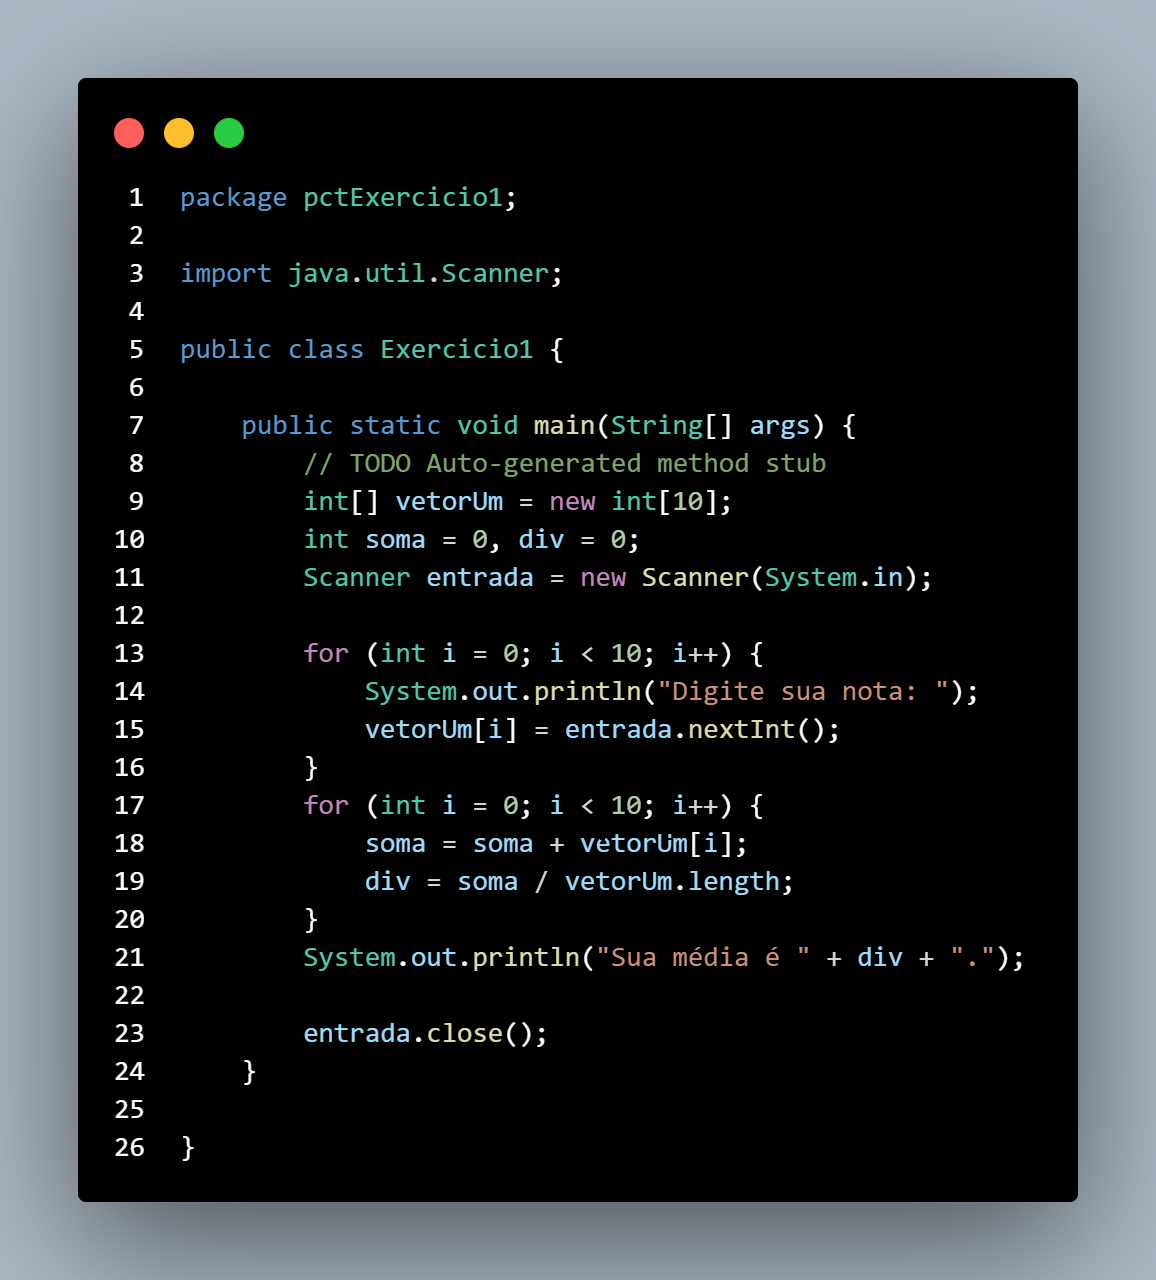 1 package pctExercicio1;
2
3 import java.util.Scanner;
4
5 public class Exercicio1 {
6
7     public static void main(String[] args) {
8         // TODO Auto-generated method stub
9         int[] vetorUm = new int[10];
10         int soma = 0, div = 0;
11         Scanner entrada = new Scanner(System.in);
12
13         for (int i = 0; i < 10; i++) {
14             System.out.println("Digite sua nota: ");
15             vetorUm[i] = entrada.nextInt();
16         }
17         for (int i = 0; i < 10; i++) {
18             soma = soma + vetorUm[i];
19             div = soma / vetorUm.length;
20         }
21         System.out.println("Sua média é " + div + ".");
22
23         entrada.close();
24     }
25
26 }